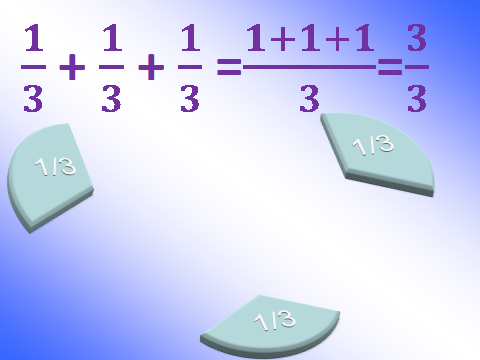 1/3 + 1/3 + 1/3 = (1+1+1)/3 = 3/3
1/3
1/3
1/3